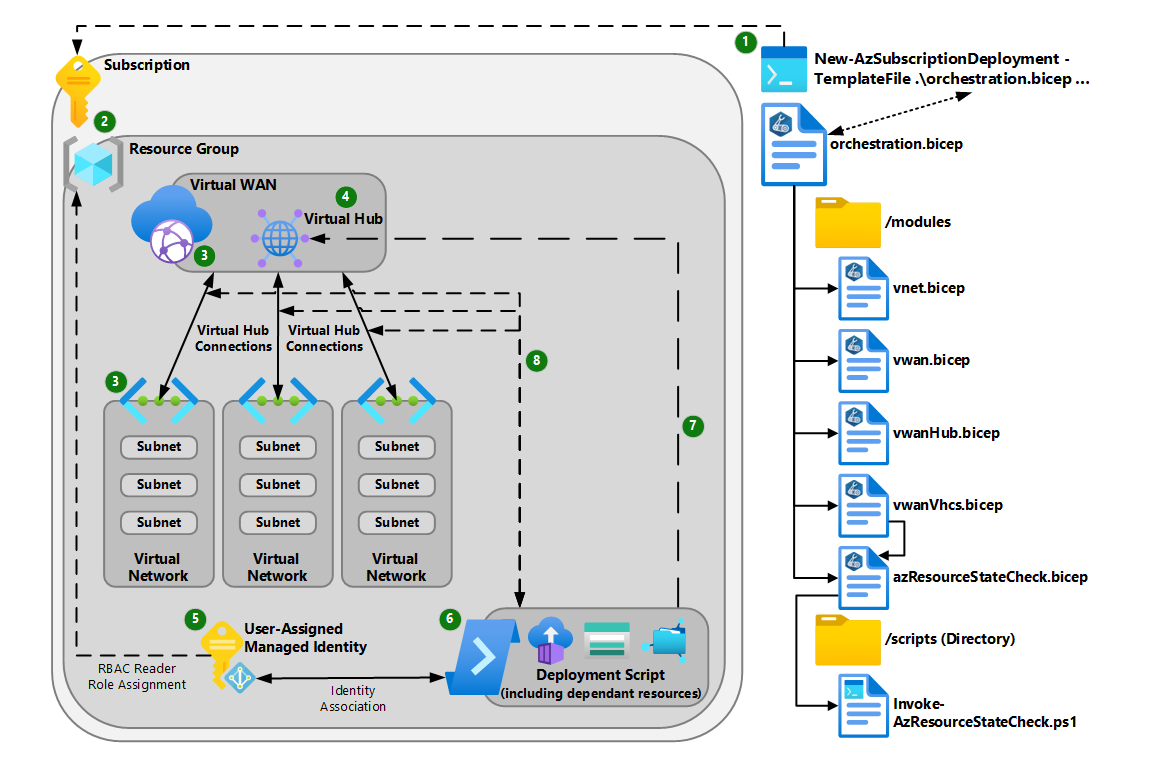 1
New-AzSubscriptionDeployment -
TemplateFile .\orchestration.bicep ...
Subscription
2
Resource Group
orchestration.bicep
Virtual WAN
4
Virtual Hub
3
/modules
vnet.bicep
Virtual Hub
Connections
Virtual Hub
Connections
8
vwan.bicep
3
7
vwanHub.bicep
Subnet
Subnet
Subnet
Subnet
Subnet
Subnet
Subnet
Subnet
Subnet
Virtual
Network
Virtual
Network
Virtual
Network
vwanVhcs.bicep
azResourceStateCheck.bicep
5
User-Assigned
Managed Identity
RBAC Reader
Role Assignment
Identity
Association
6
Deployment Script
(including dependant resources)
/scripts (Directory)
Invoke-
AzResourceStateCheck.ps1